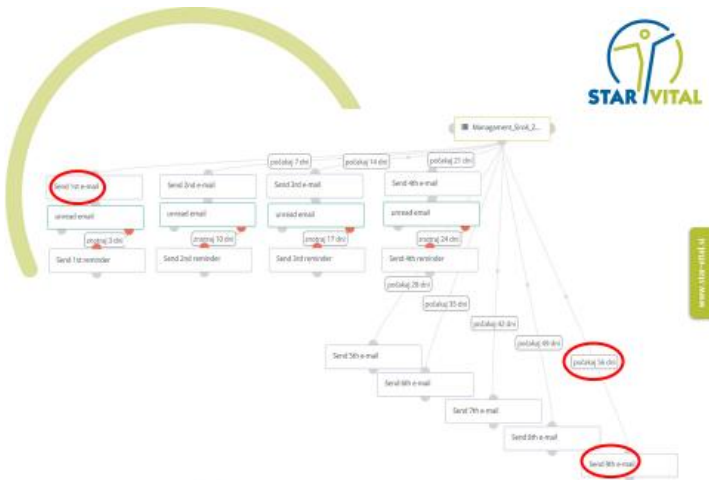 STAR VITAL
Management_Sirok_2...
počakaj 7 dni
počakaj 14 dni
počakaj 21 dni
Send 1st e-mail
Send 2nd e-mail
Send 3rd e-mail
Send 4th e-mail
unread email
unread email
unread email
unread email
znotraj 3 dni
znotraj 10 dni
znotraj 17 dni
znotraj 24 dni
Send 1st reminder
Send 2nd reminder
Send 3rd reminder
Send 4th reminder
www.star-vital.si
počakaj 28 dni
počakaj 35 dni
počakaj 42 dni
počakaj 49 dni
počakaj 56 dni
Send 5th e-mail
Send 6th e-mail
Send 7th e-mail
Send 8th e-mail
Send 9th e-mail